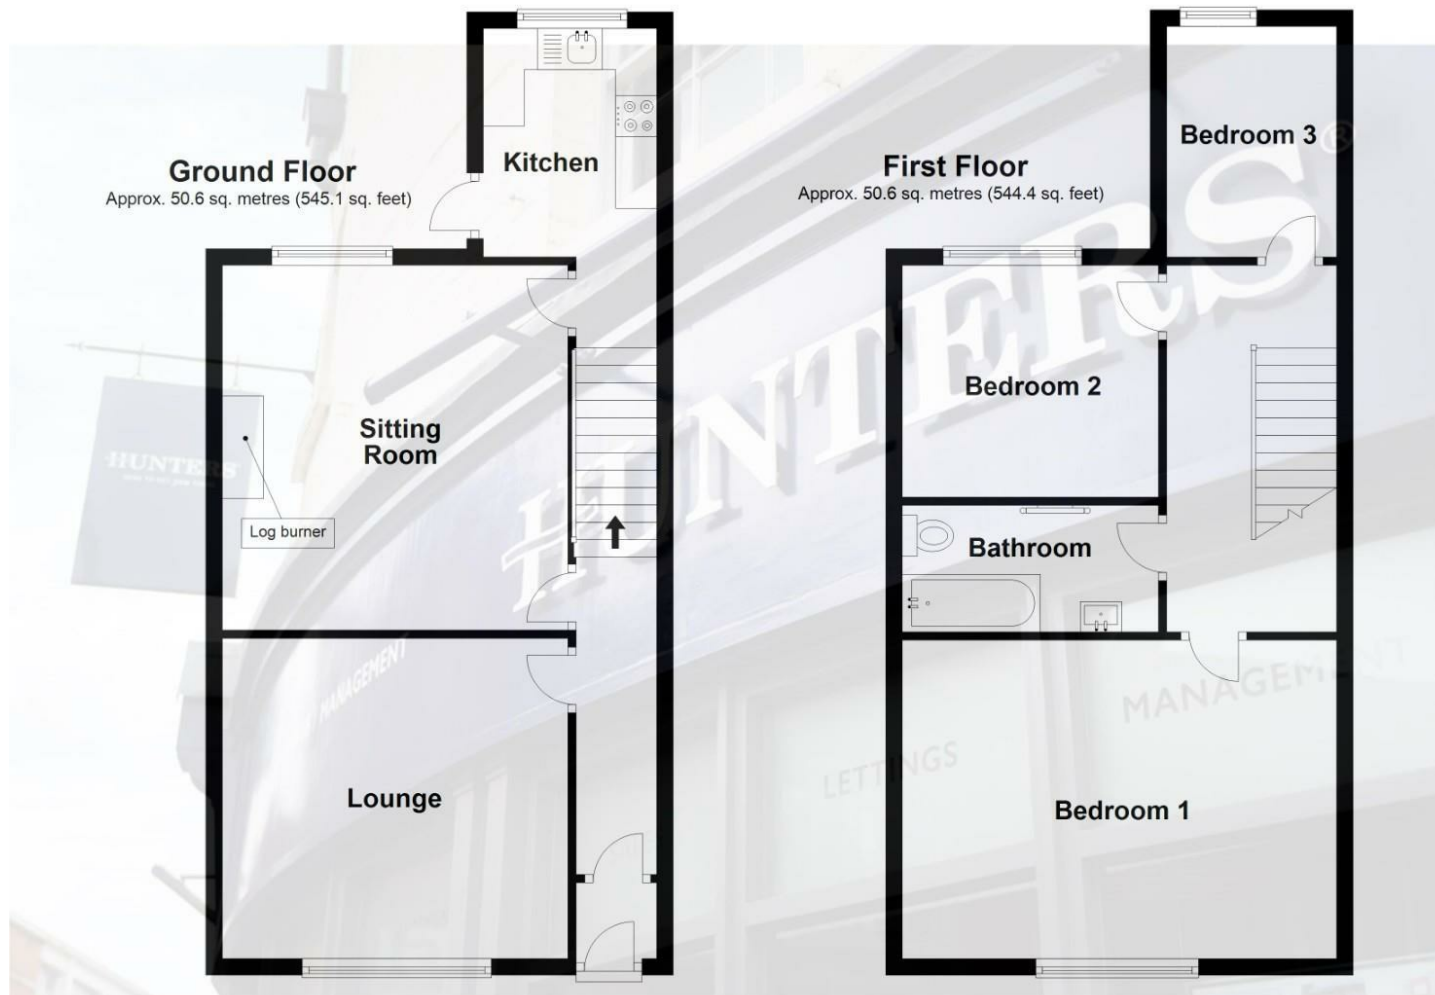 Ground Floor
Approx. 50.6 sq. metres (545.1 sq. feet)
Kitchen
Sitting
Room
Log burner
Lounge
First Floor
Approx. 50.6 sq. metres (544.4 sq. feet)
Bedroom 3
Bedroom 2
Bathroom
Bedroom 1
HUNTERS®
HUNTERS
MANAGEMENT
LETTINGS
MANAGEMENT